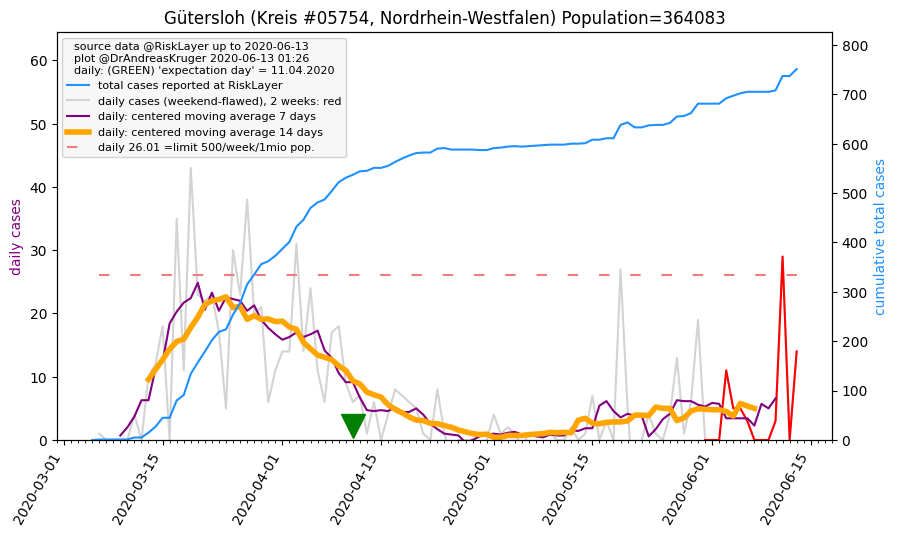 Gütersloh (Kreis #05754, Nordrhein-Westfalen) Population=364083
source data @RiskLayer up to 2020-06-13
plot @DrAndreasKruger 2020-06-13 01:26
daily: (GREEN) 'expectation day' = 11.04.2020
total cases reported at RiskLayer
daily cases (weekend-flawed), 2 weeks: red
daily: centered moving average 7 days
daily: centered moving average 14 days
daily 26.01 =limit 500/week/1mio pop.
daily cases
60
50
40
30
20
10
0
cumulative total cases
800
700
600
500
400
300
200
100
0
2020-03-01
2020-03-15
2020-04-01
2020-04-15
2020-05-01
2020-05-15
2020-06-01
2020-06-15